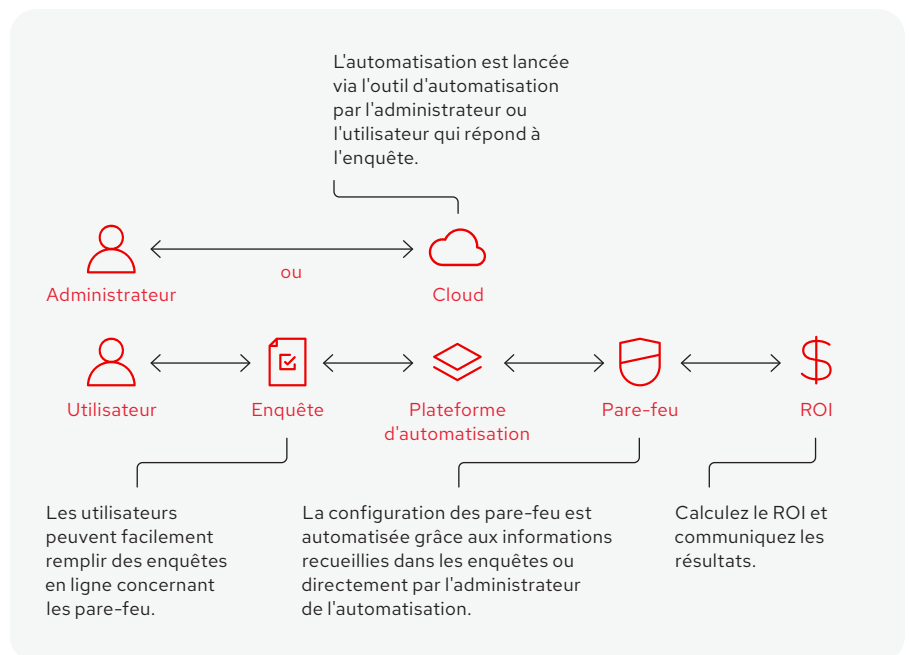 L'automatisation est lancée
via l'outil d'automatisation
par l'administrateur ou
l'utilisateur qui répond à
l'enquête.
ou
Administrateur
Cloud
Utilisateur
Enquête
Plateforme
d'automatisation
Pare-feu
ROI
Les utilisateurs
peuvent facilement
remplir des enquêtes
en ligne concernant
les pare-feu.
La configuration des pare-feu est
automatisée grâce aux informations
recueillies dans les enquêtes ou
directement par l'administrateur
de l'automatisation.
Calculez le ROI et
communiquez les
résultats.